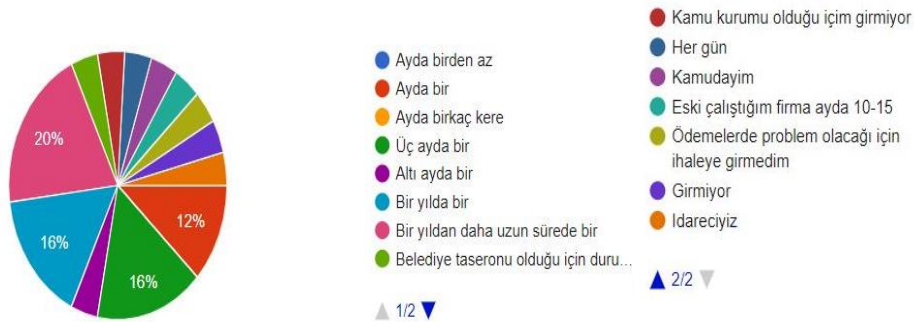 20%
16%
16%
12%
Ayda birden az
Ayda bir
Ayda birkaç kere
Üç ayda bir
Altı ayda bir
Bir yılda bir
Bir yıldan daha uzun sürede bir
Belediye taseronu olduğu için duru...
1/2
Kamu kurumu olduğu içim girmiyor
Her gün
Kamudayim
Eski çalıştığım firma ayda 10-15
Ödemelerde problem olacağı için
ihaleye girmedim
Girmiyor
Idareciyiz
2/2